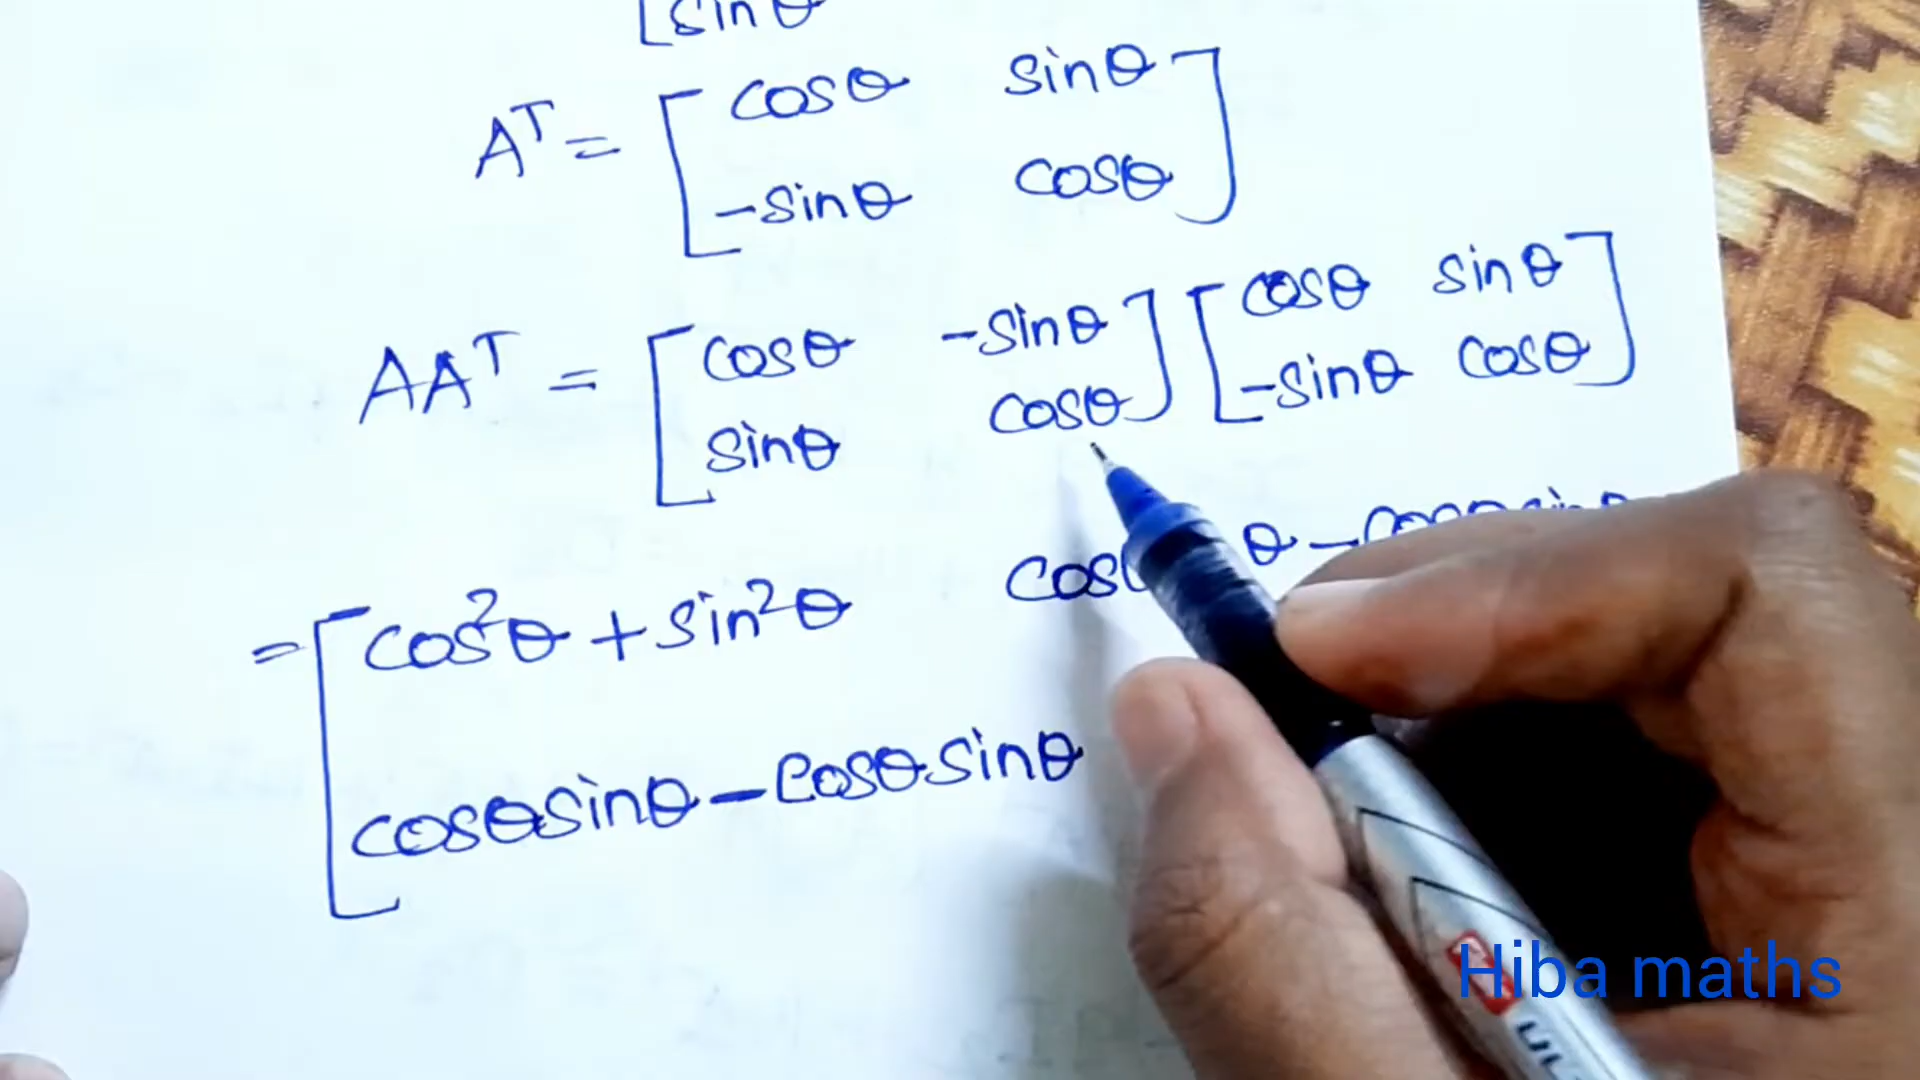 [sinθ
Aᵀ = [cosθ sinθ
-sinθ cosθ]
AAᵀ = [cosθ -sinθ] [cosθ sinθ]
sinθ cosθ -sinθ cosθ
= [cos²θ + sin²θ θ -
cosθsinθ - cosθsinθ
Hiba maths